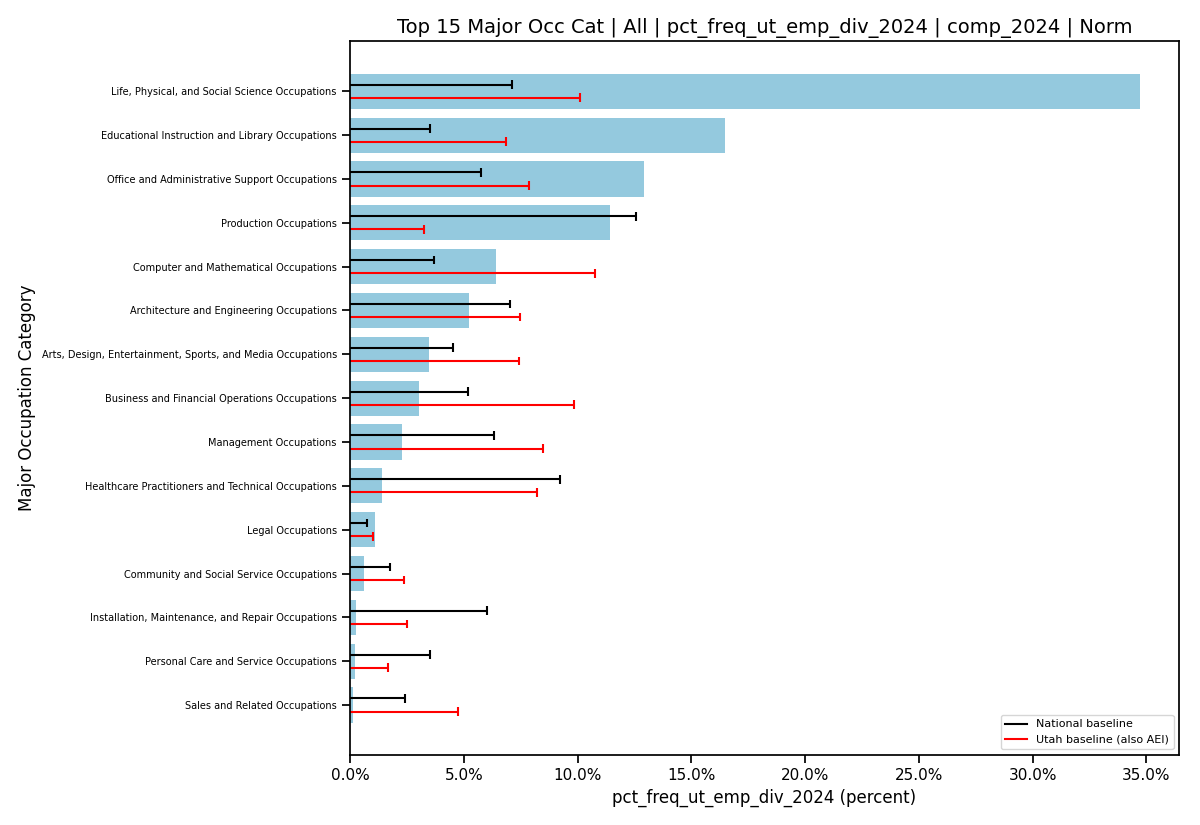 Top 15 Major Occ Cat | All | pct_freq_ut_emp_div_2024 | comp_2024 | Norm
Major Occupation Category
Life, Physical, and Social Science Occupations
Educational Instruction and Library Occupations
Office and Administrative Support Occupations
Production Occupations
Computer and Mathematical Occupations
Architecture and Engineering Occupations
Arts, Design, Entertainment, Sports, and Media Occupations
Business and Financial Operations Occupations
Management Occupations
Healthcare Practitioners and Technical Occupations
Legal Occupations
Community and Social Service Occupations
Installation, Maintenance, and Repair Occupations
Personal Care and Service Occupations
Sales and Related Occupations
National baseline
Utah baseline (also AEI)
0.0% 5.0% 10.0% 15.0% 20.0% 25.0% 30.0% 35.0%
pct_freq_ut_emp_div_2024 (percent)